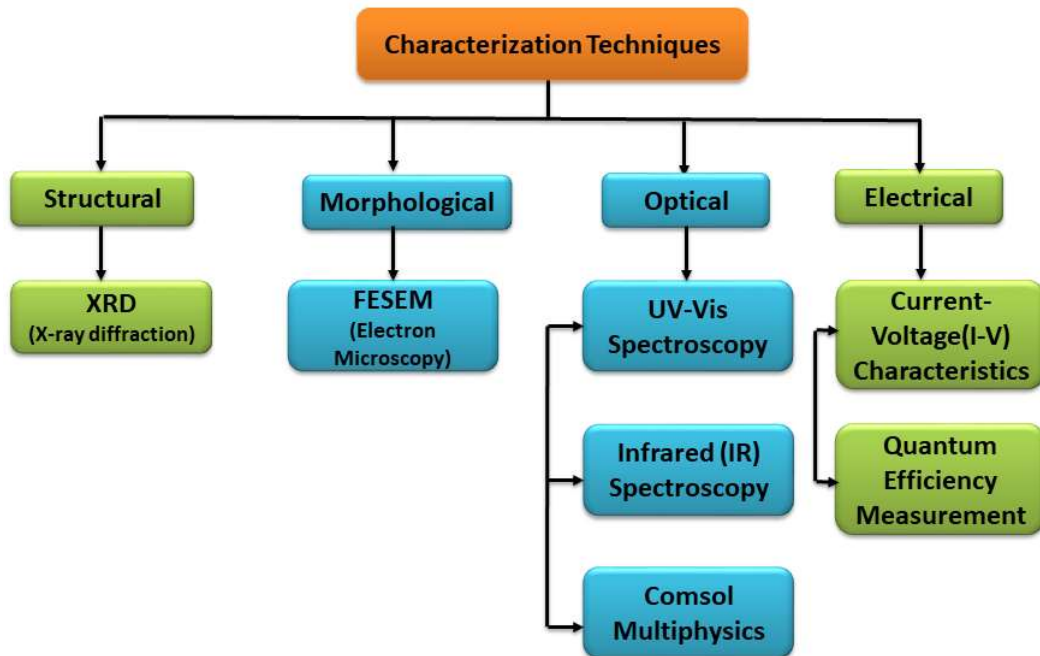 Characterization Techniques
Structural
Morphological
Optical
Electrical
XRD
(X-ray diffraction)
FESEM
(Electron
Microscopy)
UV-Vis
Spectroscopy
Current-
Voltage(I-V)
Characteristics
Infrared (IR)
Spectroscopy
Quantum
Efficiency
Measurement
Comsol
Multiphysics